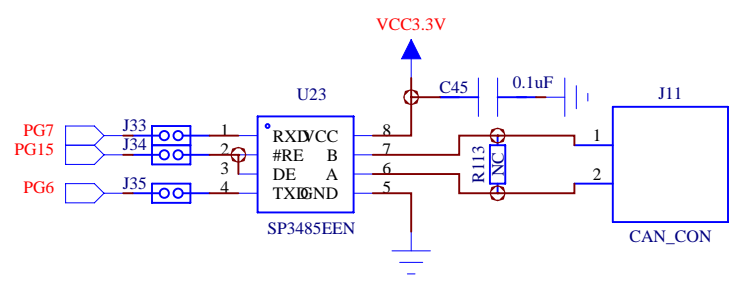 VCC3.3V
C45
0.1uF
U23
J11
PG7
J33
1
RXD
VCC
8
1
PG15
J34
2
#RE
B
7
R113
NC
3
DE
A
6
2
PG6
J35
4
TXD
GND
5
SP3485EEN
CAN_CON